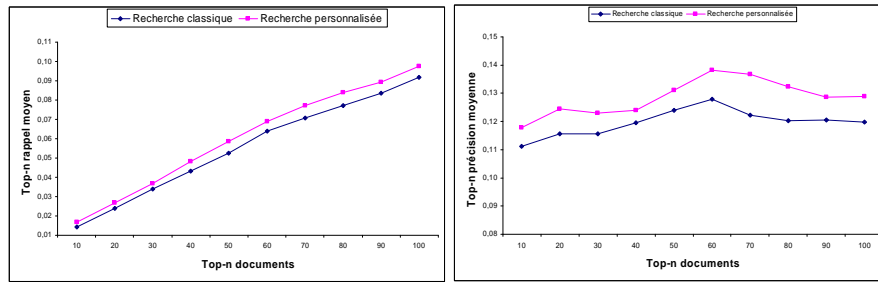 Recherche classique Recherche personnalisée
0,11
0,10
0,09
0,08
0,07
0,06
0,05
0,04
0,03
0,02
0,01
10 20 30 40 50 60 70 80 90 100
Top-n rappel moyen
Top-n documents
Recherche classique Recherche personnalisée
0,15
0,14
0,13
0,12
0,11
0,10
0,09
0,08
10 20 30 40 50 60 70 80 90 100
Top-n précision moyenne
Top-n documents